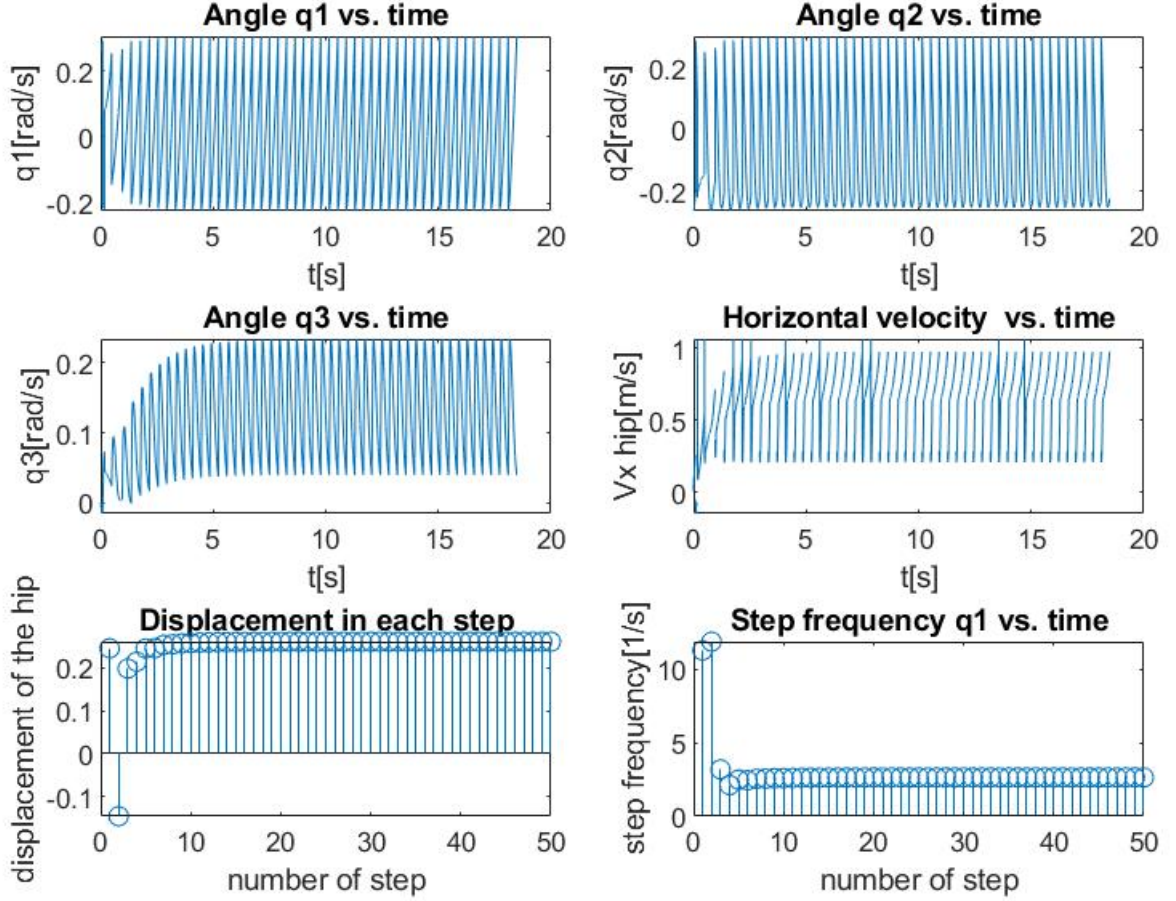 Angle q1 vs. time
q1[rad/s]
0.2
0
-0.2
0 5 10 15 20
t[s]
Angle q2 vs. time
q2[rad/s]
0.2
0
-0.2
0 5 10 15 20
t[s]
Angle q3 vs. time
q3[rad/s]
0.2
0.1
0
0 5 10 15 20
t[s]
Horizontal velocity  vs. time
Vx hip[m/s]
1
0.5
0
0 5 10 15 20
t[s]
Displacement in each step
displacement of the hip
0.2
0.1
0
-0.1
0 10 20 30 40 50
number of step
Step frequency q1 vs. time
step frequency[1/s]
10
5
0
0 10 20 30 40 50
number of step